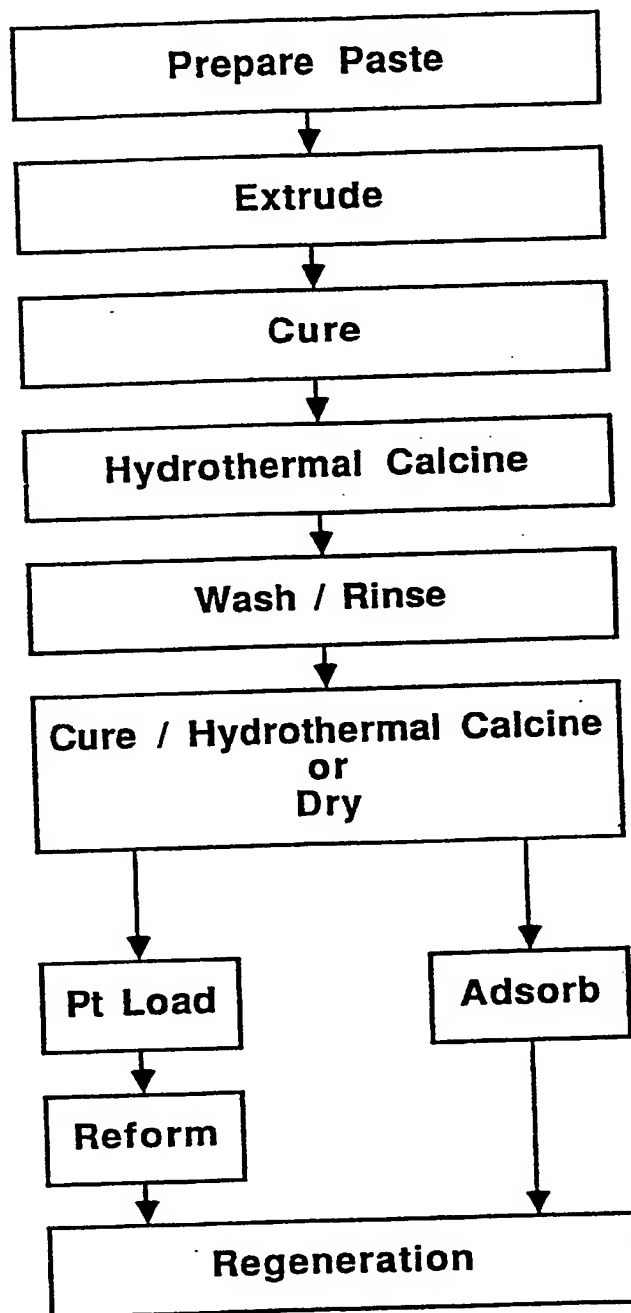 Prepare Paste
Extrude
Cure
Hydrothermal Calcine
Wash / Rinse
Cure / Hydrothermal Calcine
or
Dry
Pt Load
Adsorb
Reform
Regeneration